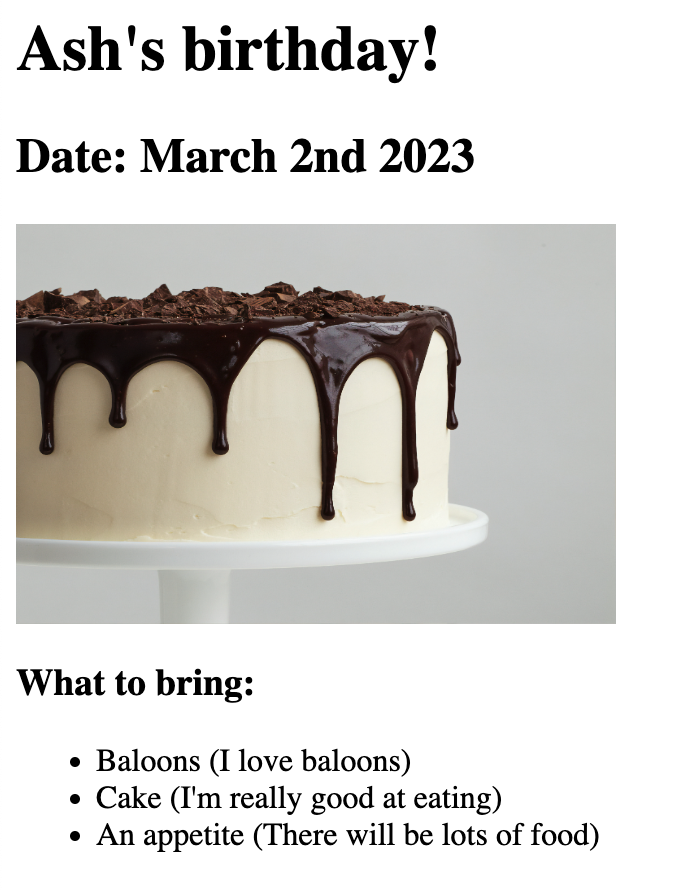 Ash's birthday!
Date: March 2nd 2023
What to bring:
Baloons (I love baloons)
Cake (I'm really good at eating)
An appetite (There will be lots of food)